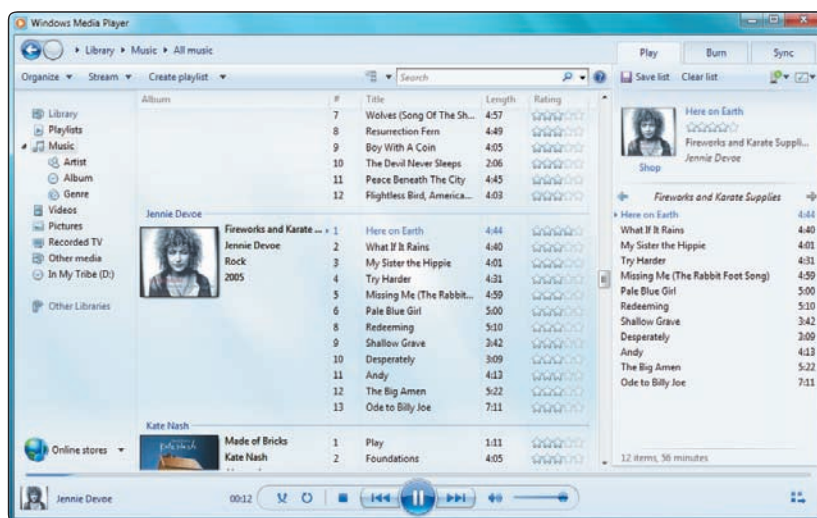 Windows Media Player
Library ▸ Music ▸ All music
Play Burn Sync
Organize Stream Create playlist Search Save list Clear list
Album # Title Length Rating
7 Wolves (Song Of The Sh... 4:57
8 Resurrection Fern 4:49
9 Boy With A Coin 4:05
10 The Devil Never Sleeps 2:06
11 Peace Beneath The City 4:45
12 Flightless Bird, America... 4:03
Library
Playlists
Music
Artist
Album
Genre
Videos
Pictures
Recorded TV
Other media
In My Tribe (D:)
Other Libraries
Online stores
Jennie Devoe
Fireworks and Karate ...
Jennie Devoe
Rock
2005
1 Here on Earth 4:44
2 What If It Rains 4:40
3 My Sister the Hippie 4:01
4 Try Harder 4:31
5 Missing Me (The Rabbit... 4:59
6 Pale Blue Girl 5:00
8 Redeeming 5:10
9 Shallow Grave 3:42
10 Desperately 3:09
11 Andy 4:13
12 The Big Amen 5:22
13 Ode to Billy Joe 7:11
Kate Nash
Made of Bricks
Kate Nash
1 Play 1:11
2 Foundations 4:05
Here on Earth
Fireworks and Karate Suppli...
Jennie Devoe
Shop
Fireworks and Karate Supplies
Here on Earth 4:44
What If It Rains 4:40
My Sister the Hippie 4:01
Try Harder 4:31
Missing Me (The Rabbit Foot Song) 4:59
Pale Blue Girl 5:00
Redeeming 5:10
Shallow Grave 3:42
Desperately 3:09
Andy 4:13
The Big Amen 5:22
Ode to Billy Joe 7:11
12 items, 56 minutes
Jennie Devoe 00:12